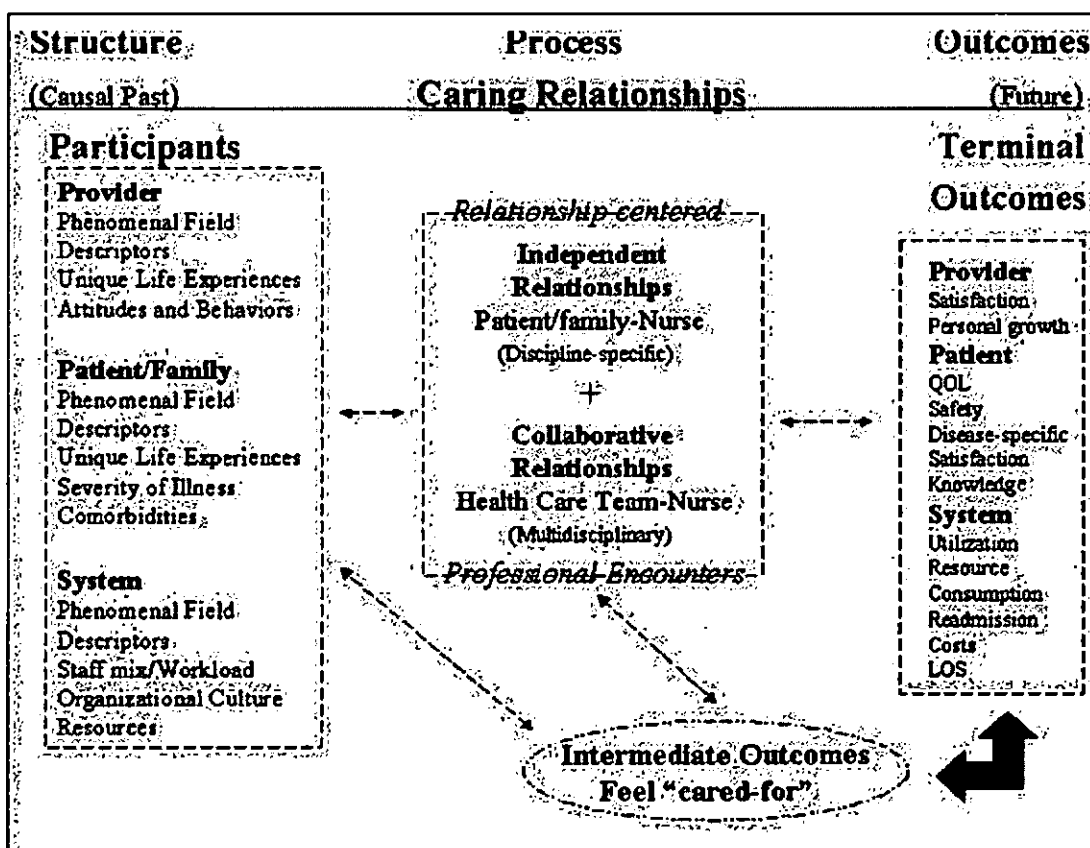 Structure
(Causal Past)
Process
Caring Relationships
Outcomes
(Future)
Participants
Provider
Phenomenal Field
Descriptors
Unique Life Experiences
Attitudes and Behaviors
Patient/Family
Phenomenal Field
Descriptors
Unique Life Experiences
Severity of Illness
Comorbidities
System
Phenomenal Field
Descriptors
Staff mix/Workload
Organizational Culture
Resources
Relationship-centered
Independent
Relationships
Patient/family-Nurse
(Discipline-specific)
+
Collaborative
Relationships
Health Care Team-Nurse
(Multidisciplinary)
Professional Encounters
Intermediate Outcomes
Feel “cared-for”
Terminal
Outcomes
Provider
Satisfaction
Personal growth
Patient
QOL
Safety
Disease-specific
Satisfaction
Knowledge
System
Utilization
Resource
Consumption
Readmission
Costs
LOS